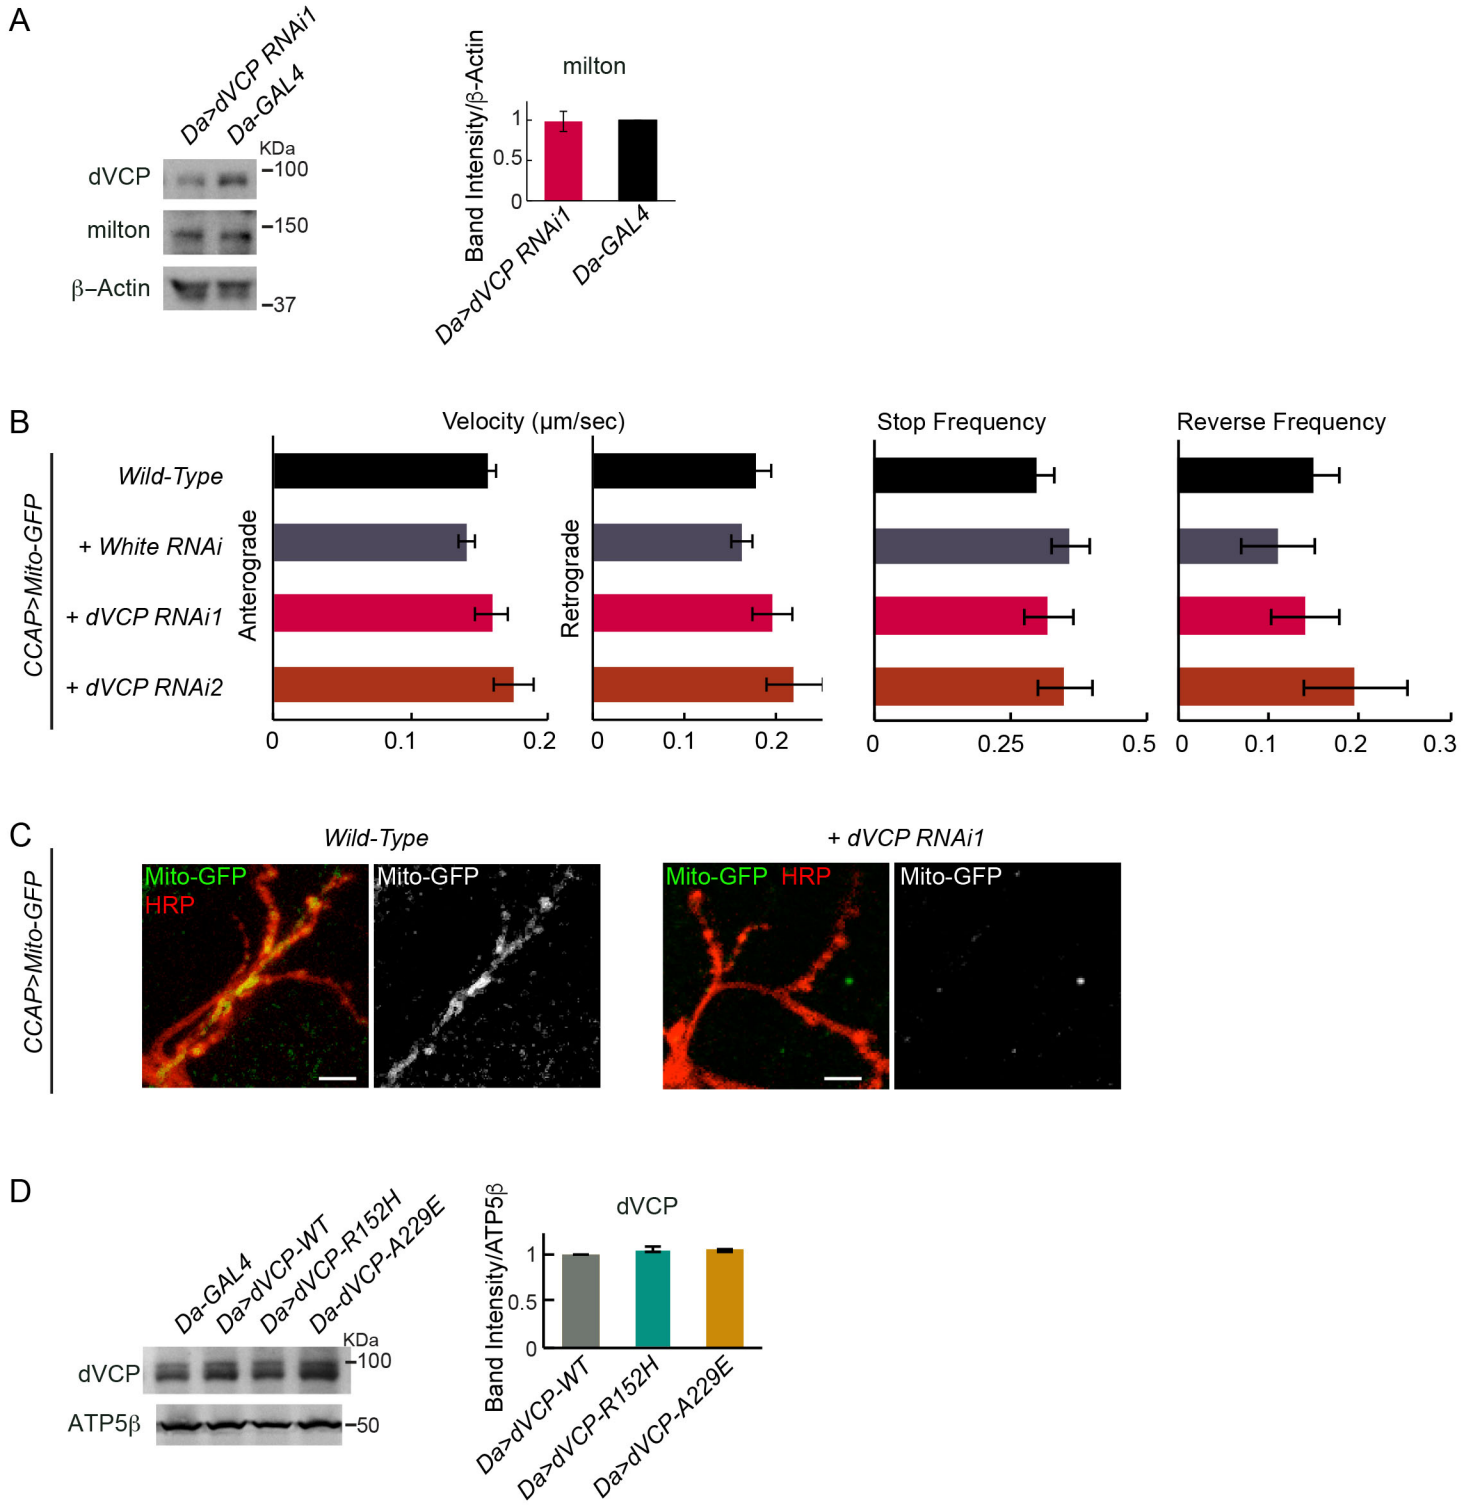 A
Da>dVCP RNAi1
Da-GAL4
KDa
dVCP
–100
milton
–150
β–Actin
–37
milton
Band Intensity/β-Actin
1
0.5
0
Da>dVCP RNAi1
Da-GAL4
B
Velocity (μm/sec)
Stop Frequency
Reverse Frequency
CCAP>Mito-GFP
Wild-Type
+ White RNAi
+ dVCP RNAi1
+ dVCP RNAi2
Anterograde
Retrograde
0 0.1 0.2
0 0.1 0.2
0 0.25 0.5
0 0.1 0.2 0.3
C
Wild-Type
+ dVCP RNAi1
CCAP>Mito-GFP
Mito-GFP
HRP
Mito-GFP
Mito-GFP HRP
Mito-GFP
D
Da-GAL4
Da>dVCP-WT
Da>dVCP-R152H
Da-dVCP-A229E
KDa
dVCP
–100
ATP5β
–50
dVCP
Band Intensity/ATP5β
1
0.5
0
Da>dVCP-WT
Da>dVCP-R152H
Da>dVCP-A229E